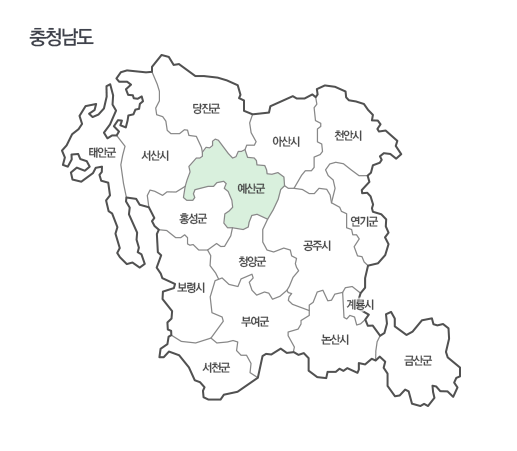 충청남도
당진군
아산시
천안시
태안군
서산시
예산군
홍성군
연기군
공주시
청양군
보령시
계룡시
부여군
논산시
서천군
금산군